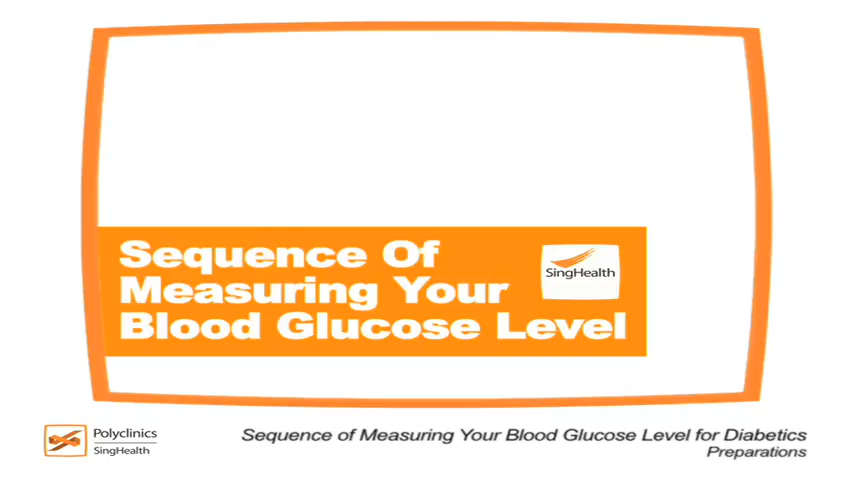 Sequence Of
Measuring Your
Blood Glucose Level
SingHealth
Polyclinics
SingHealth
Sequence of Measuring Your Blood Glucose Level for Diabetics
Preparations